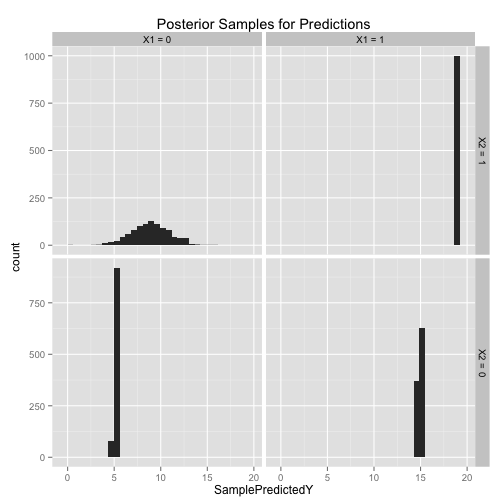 Posterior Samples for Predictions
X1 = 0 X1 = 1
1000
750
500
250
0
X2 = 1
count
750
500
250
0
X2 = 0
0 5 10 15 20 0 5 10 15 20
SamplePredictedY